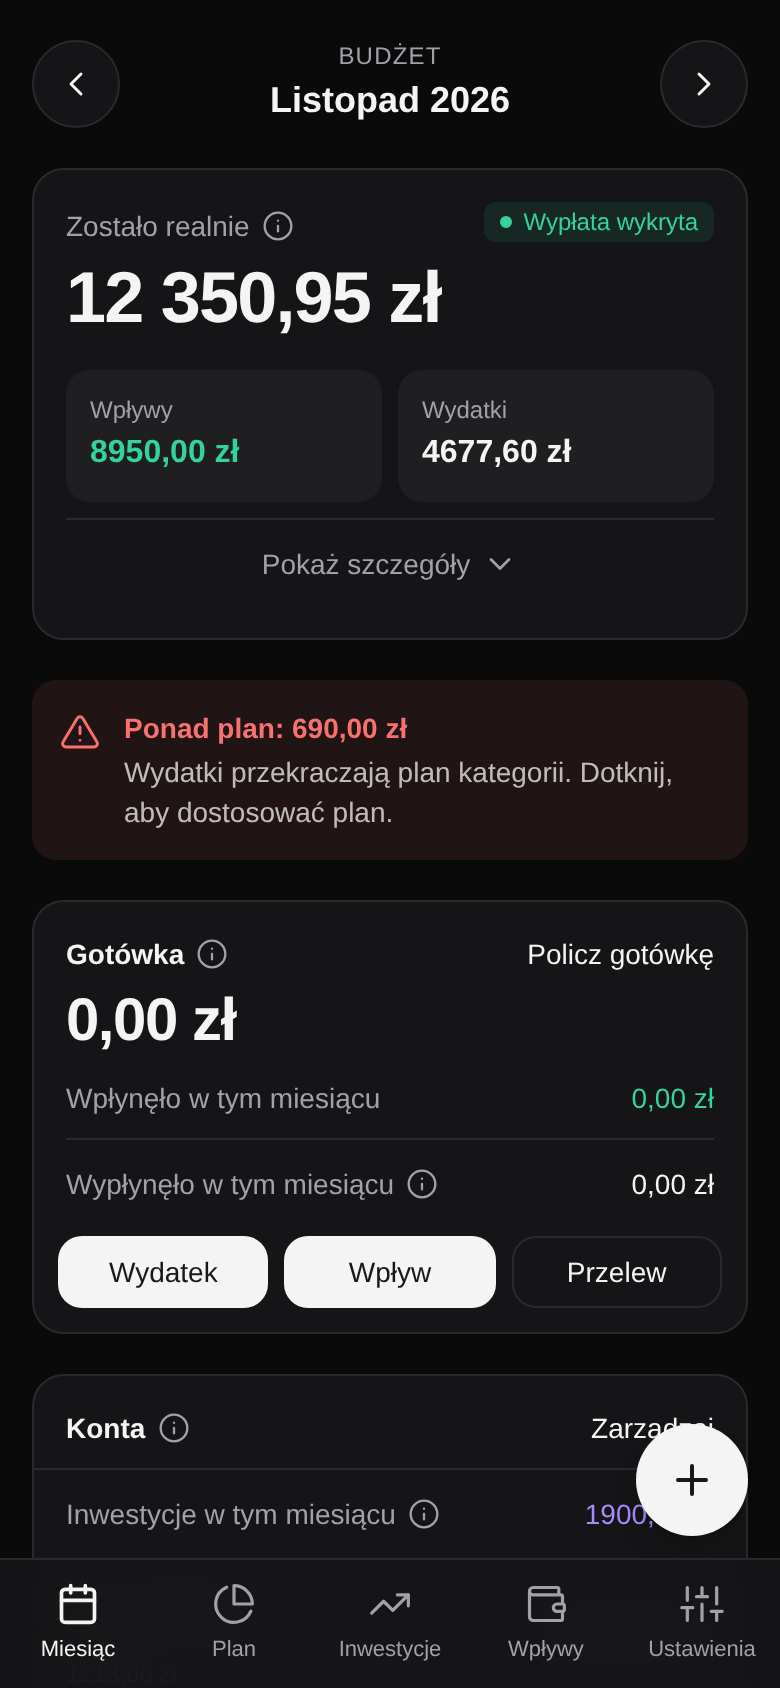 BUDŻET
Listopad 2026
Zostało realnie
Wypłata wykryta
12 350,95 zł
Wpływy
8950,00 zł
Wydatki
4677,60 zł
Pokaż szczegóły
Ponad plan: 690,00 zł
Wydatki przekraczają plan kategorii. Dotknij,
aby dostosować plan.
Gotówka
Policz gotówkę
0,00 zł
Wpłynęło w tym miesiącu
0,00 zł
Wypłynęło w tym miesiącu
0,00 zł
Wydatek
Wpływ
Przelew
Konta
Inwestycje w tym miesiącu
1900,
Miesiąc
Plan
Inwestycje
Wpływy
Ustawienia